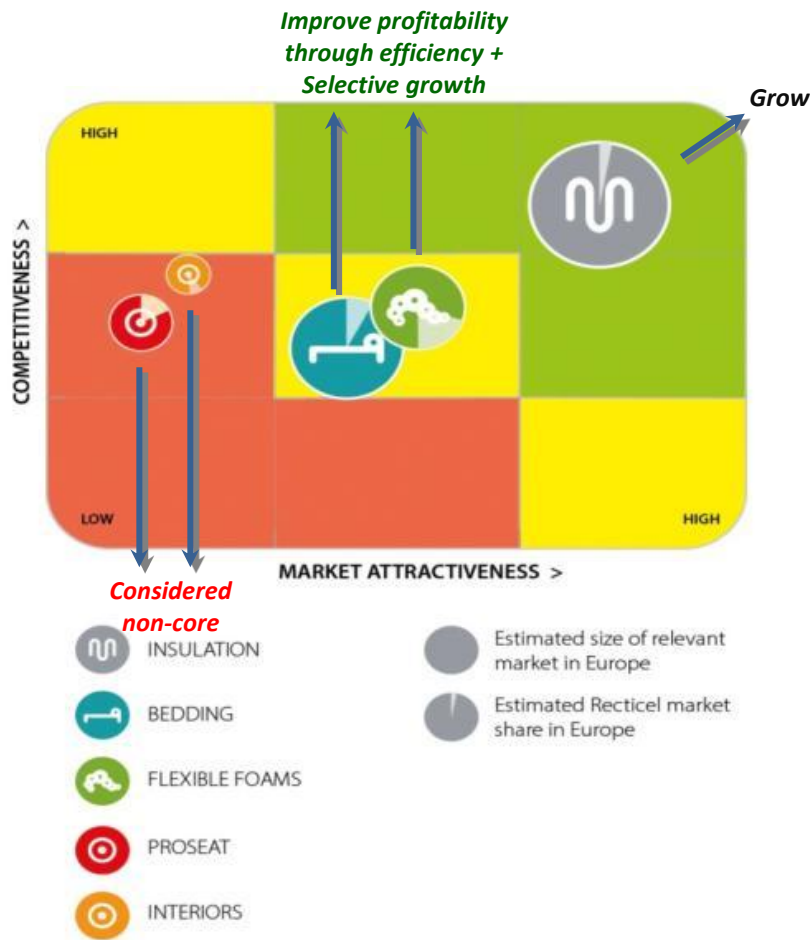 Improve profitability
through efficiency +
Selective growth
Grow
HIGH
COMPETITIVENESS >
LOW
HIGH
MARKET ATTRACTIVENESS >
Considered
non-core
INSULATION
BEDDING
FLEXIBLE FOAMS
PROSEAT
INTERIORS
Estimated size of relevant
market in Europe
Estimated Recticel market
share in Europe